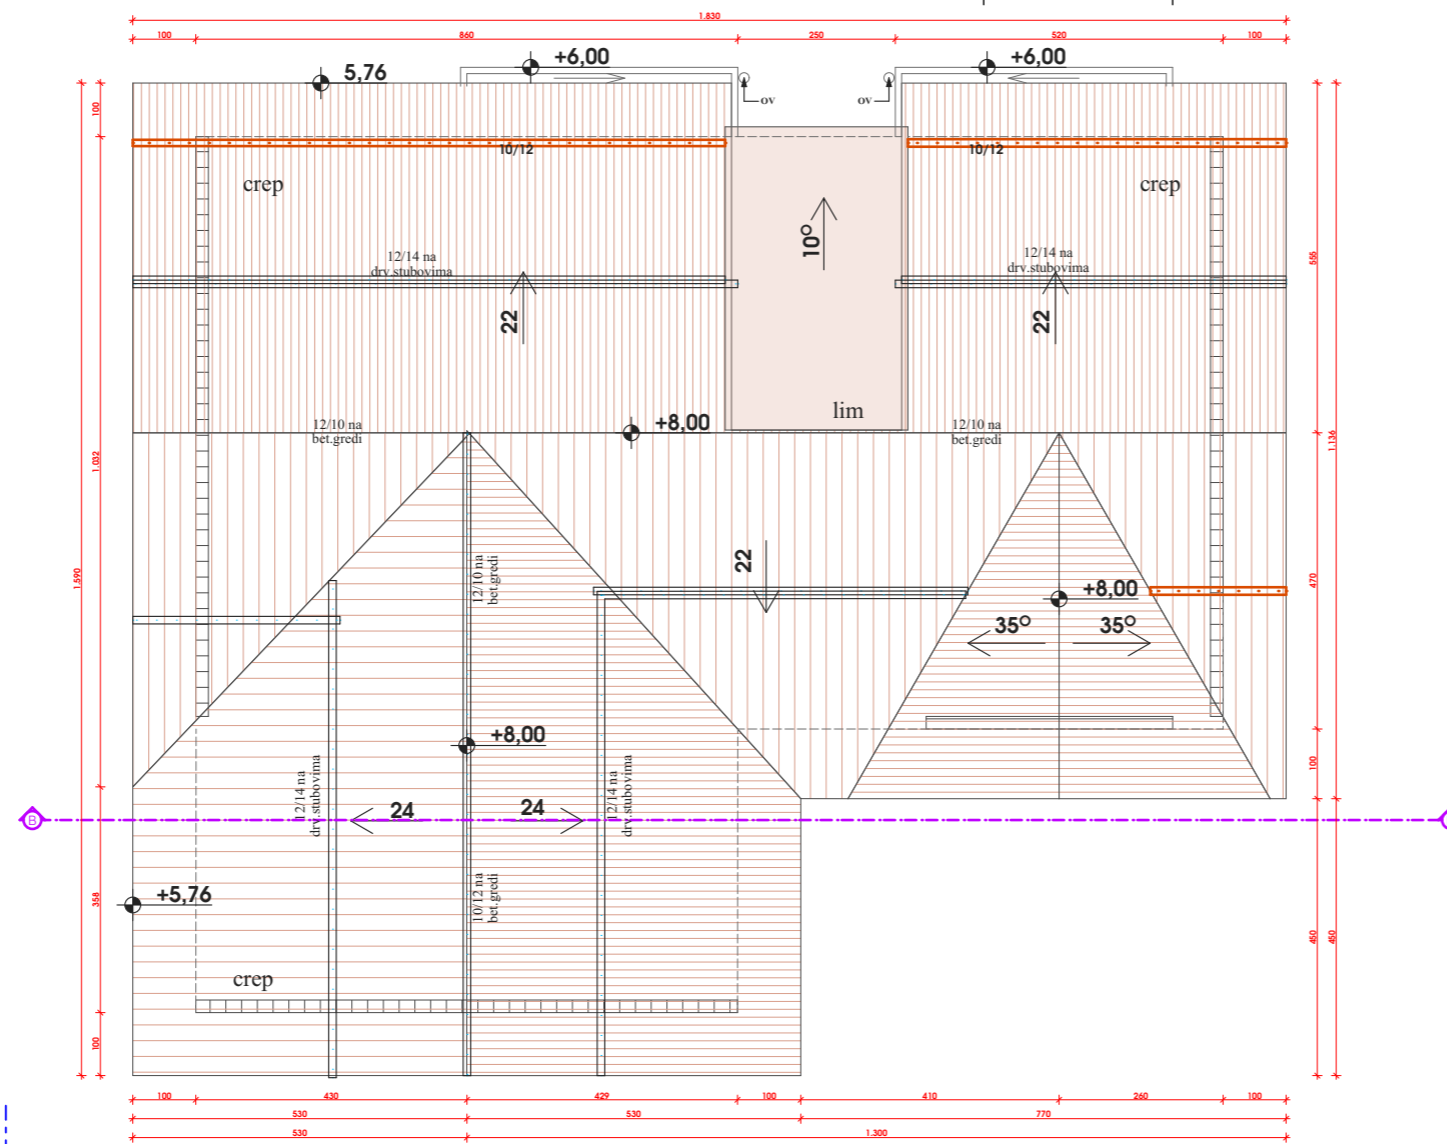 1.830
100
860
250
520
100
5,76
+6,00
+6,00
ov
ov
100
10/12
10/12
crep
crep
10°
12/14 na
drv.stubovima
12/14 na
drv.stubovima
555
22
22
lim
12/10 na
bet.gredi
+8,00
12/10 na
bet.gredi
1.032
1.136
1.590
12/10 na
bet.gredi
22
470
+8,00
35°
35°
+8,00
100
12/14 na
drv.stubovima
12/14 na
drv.stubovima
24
24
B
+5,76
358
10/12 na
bet.gredi
450
450
crep
100
100
430
429
100
410
260
100
530
530
770
530
1.300